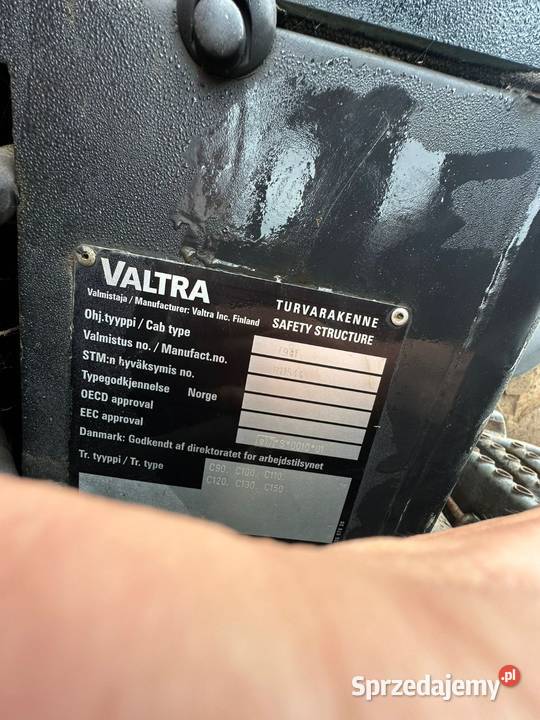 VALTRA
Valmistaja / Manufacturer: Valtra Inc. Finland
TURVARAKENNE
SAFETY STRUCTURE
Ohj.tyyppi / Cab type
Valmistus no. / Manufact.no.
STM:n hyväksymis no.
Typegodkjennelse Norge
OECD approval
EEC approval
Danmark: Godkendt af direktoratet for arbejdstilsynet
Tr. tyyppi / Tr. type
C90, C100, C110,
C120, C130, C150
Sprzedajemy.pl